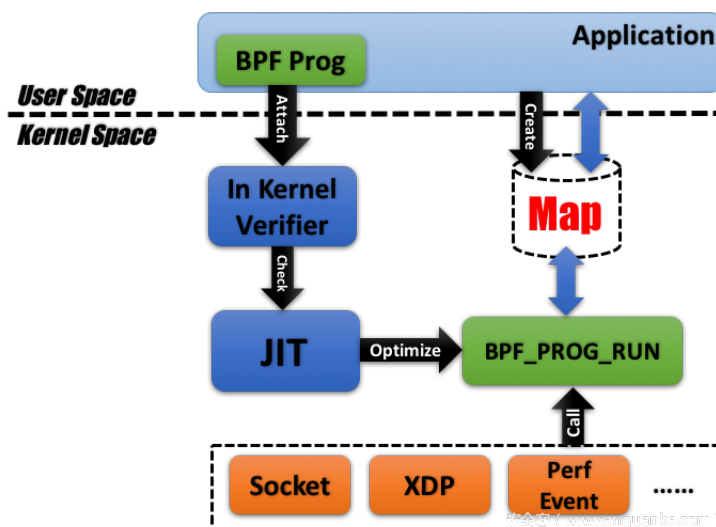 Application
BPF Prog
User Space
Kernel Space
Attach
Create
In Kernel
Verifier
Map
Check
JIT
Optimize
BPF_PROG_RUN
Call
Socket
XDP
Perf
Event
......